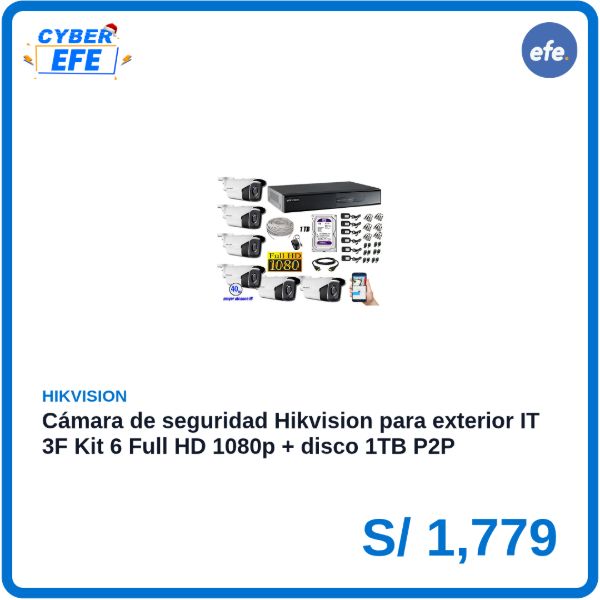 CYBER
EFE
efe.
1 TB
Full HD
1080
40
HIKVISION
Cámara de seguridad Hikvision para exterior IT
3F Kit 6 Full HD 1080p + disco 1TB P2P
S/ 1,779